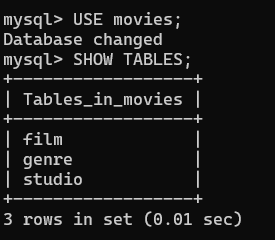 mysql> USE movies;
Database changed
mysql> SHOW TABLES;
+------------------+
| Tables_in_movies |
+------------------+
| film             |
| genre            |
| studio           |
+------------------+
3 rows in set (0.01 sec)